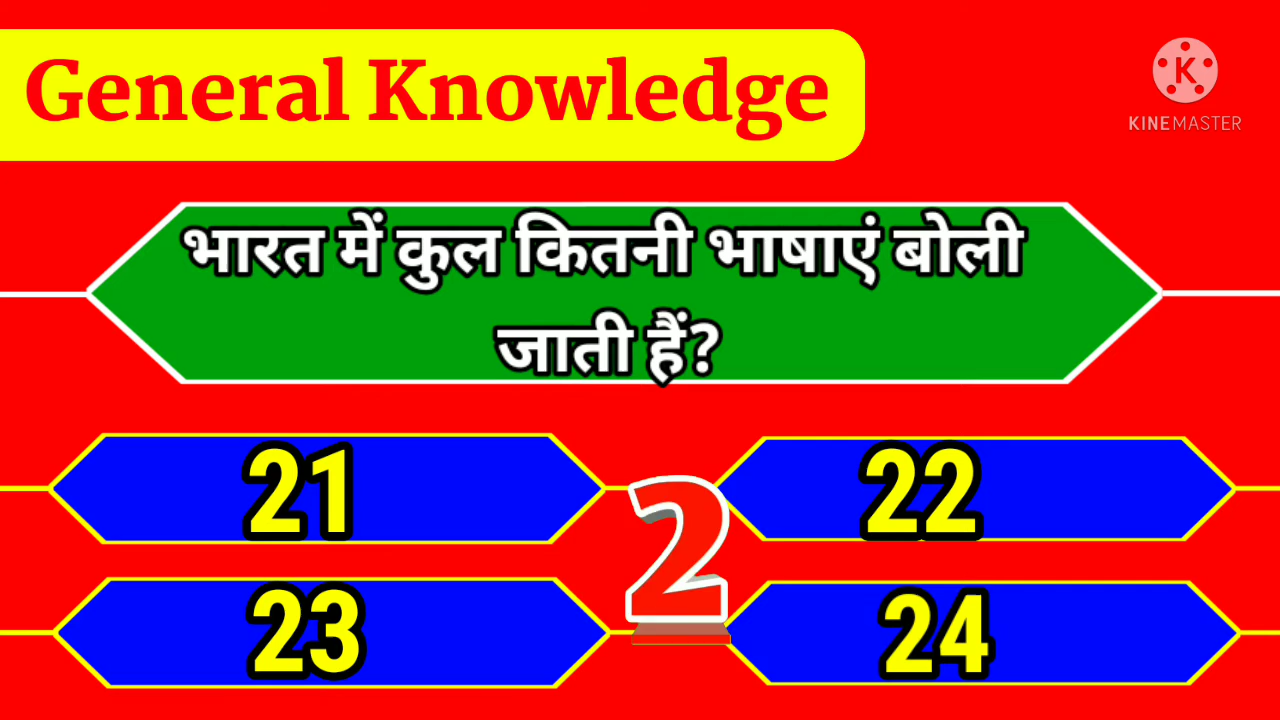 General Knowledge
K
KINEMASTER
भारत में कुल कितनी भाषाएं बोली
जाती हैं?
21
22
2
23
24